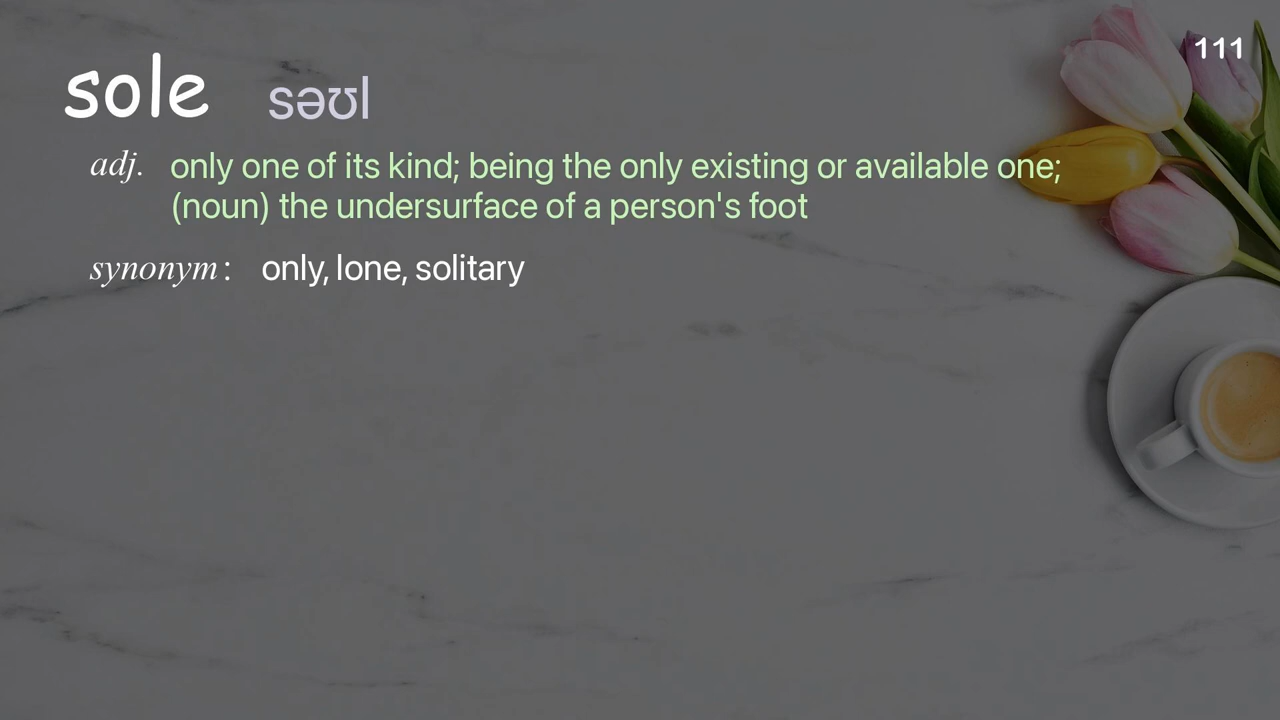 111
sole səʊl
adj. only one of its kind; being the only existing or available one;
(noun) the undersurface of a person's foot
synonym: only, lone, solitary